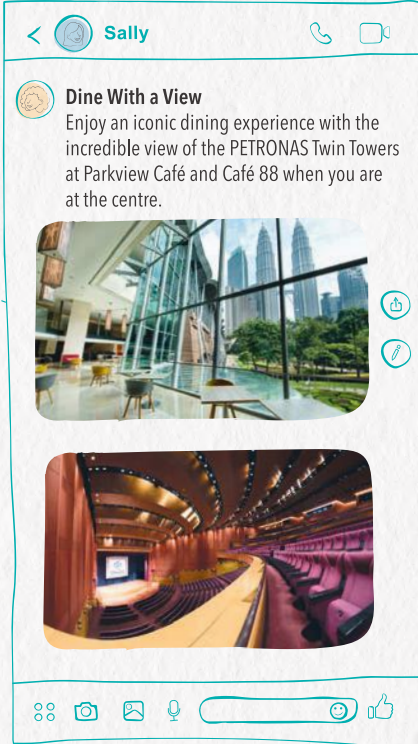 Sally
Dine With a View
Enjoy an iconic dining experience with the
incredible view of the PETRONAS Twin Towers
at Parkview Café and Café 88 when you are
at the centre.